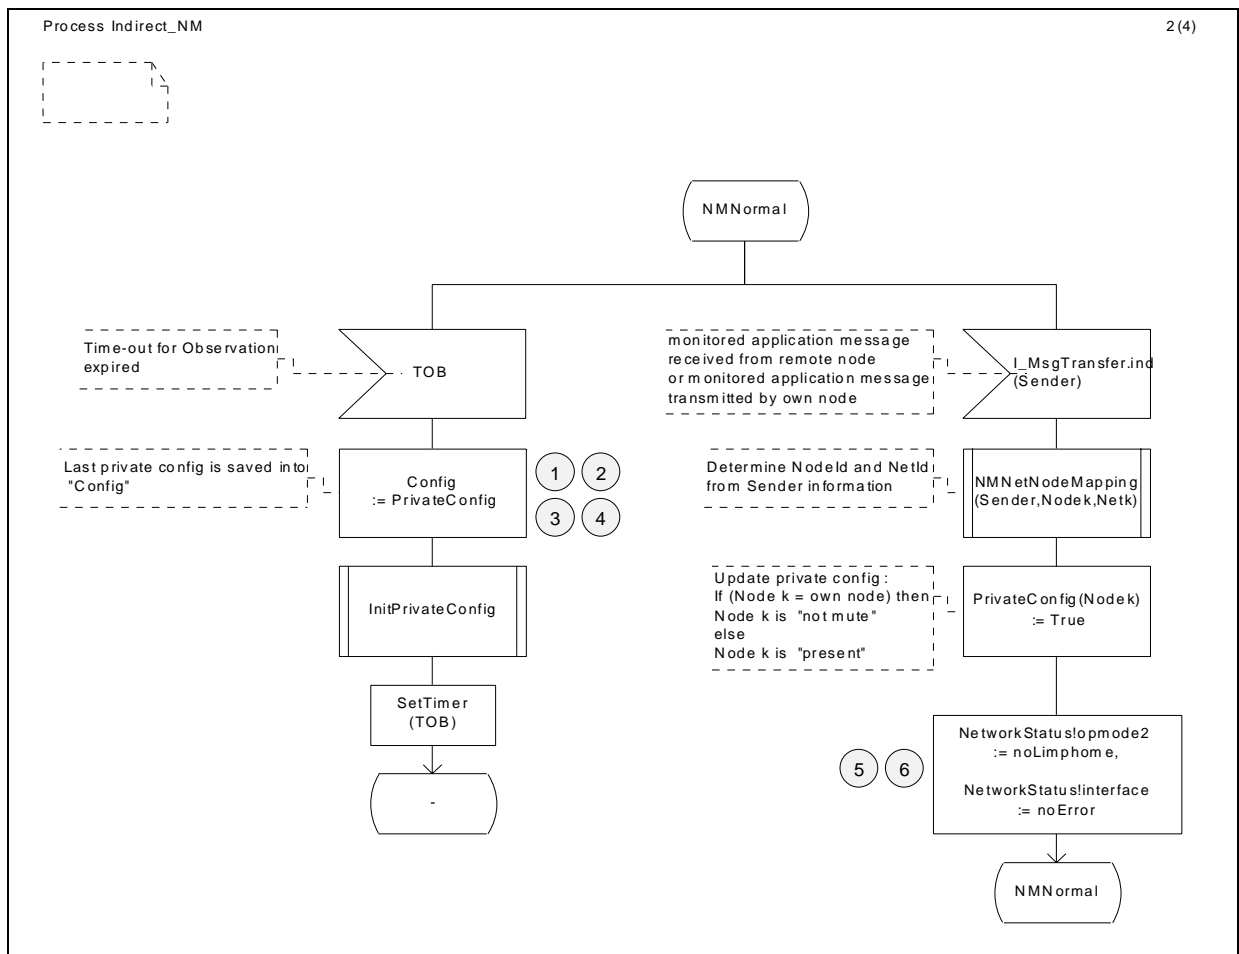 Process Indirect_NM
2(4)
NMNormal
Time-out for Observation
expired
TOB
monitored application message
received from remote node
or monitored application message
transmitted by own node
I_MsgTransfer.ind
(Sender)
Last private config is saved into
"Config"
Config
:= PrivateConfig
1 2
3 4
Determine NodeId and NetId
from Sender information
NMNetNodeMapping
(Sender,Nodek,Netk)
InitPrivateConfig
Update private config :
If (Node k = own node) then
Node k is "not mute"
else
Node k is "present"
PrivateConfig(Nodek)
:= True
SetTimer
(TOB)
-
5 6
NetworkStatus!opmode2
:= noLimphome,
NetworkStatus!interface
:= noError
NMNormal